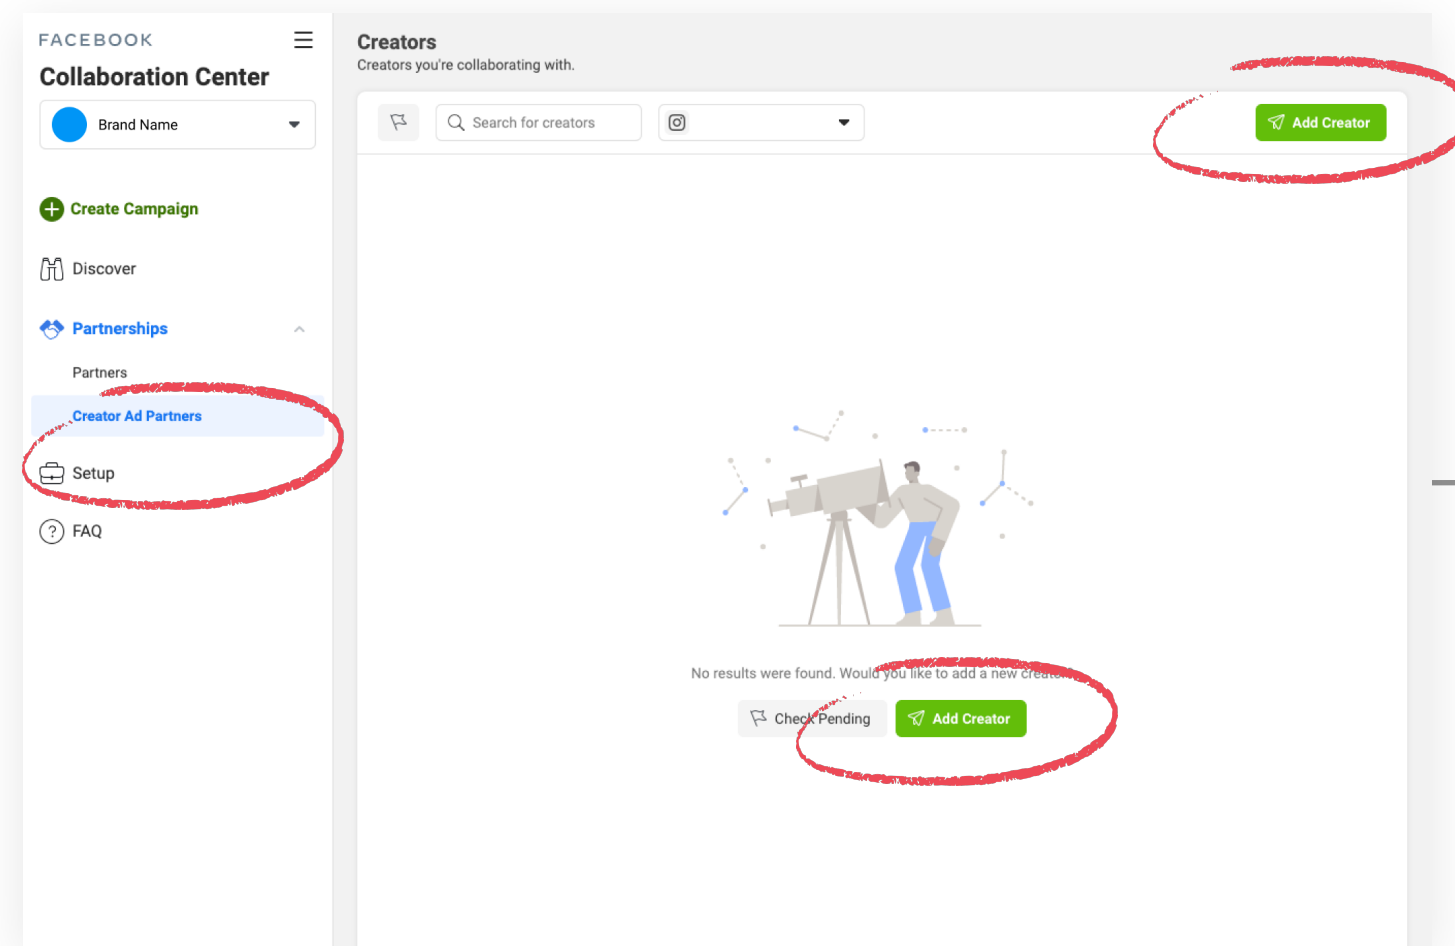 FACEBOOK
Collaboration Center
Brand Name
Create Campaign
Discover
Partnerships
Partners
Creator Ad Partners
Setup
? FAQ
Creators
Creators you're collaborating with.
Search for creators
Add Creator
No results were found. Would you like to add a new creator?
Check Pending
Add Creator